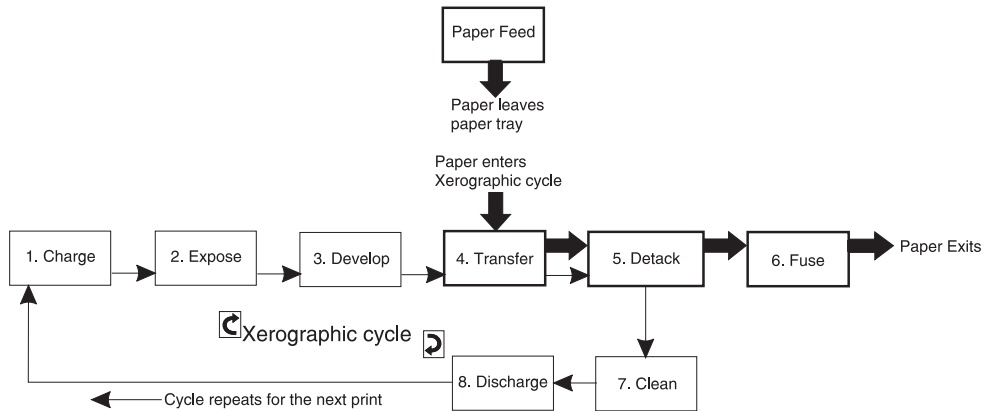 Paper Feed
Paper leaves
paper tray
Paper enters
Xerographic cycle
1. Charge
2. Expose
3. Develop
4. Transfer
5. Detack
6. Fuse
Paper Exits
Xerographic cycle
8. Discharge
7. Clean
Cycle repeats for the next print